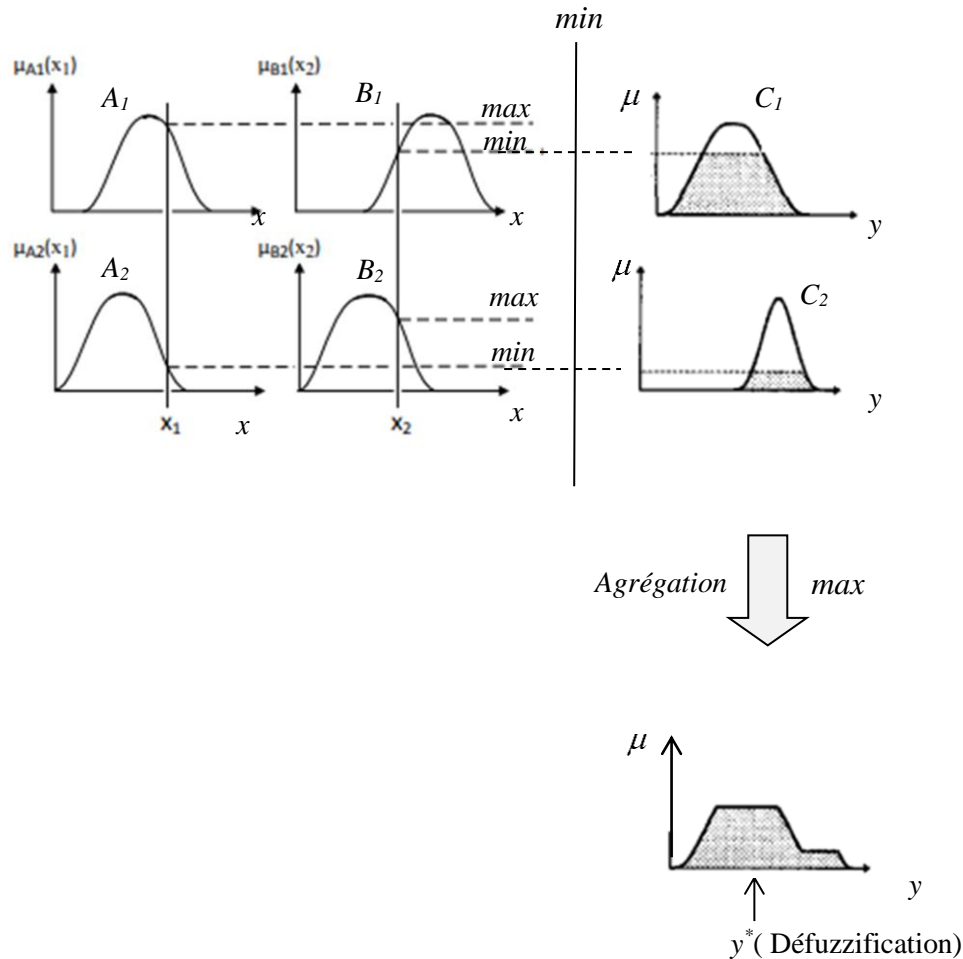 min
μA1(x1) μB1(x2)
A1 B1 max μ C1
min
x x y
μA2(x1) μB2(x2)
A2 B2 μ
max C2
min
x1 x x2 x y
Agrégation max
μ
y
y*( Défuzzification)